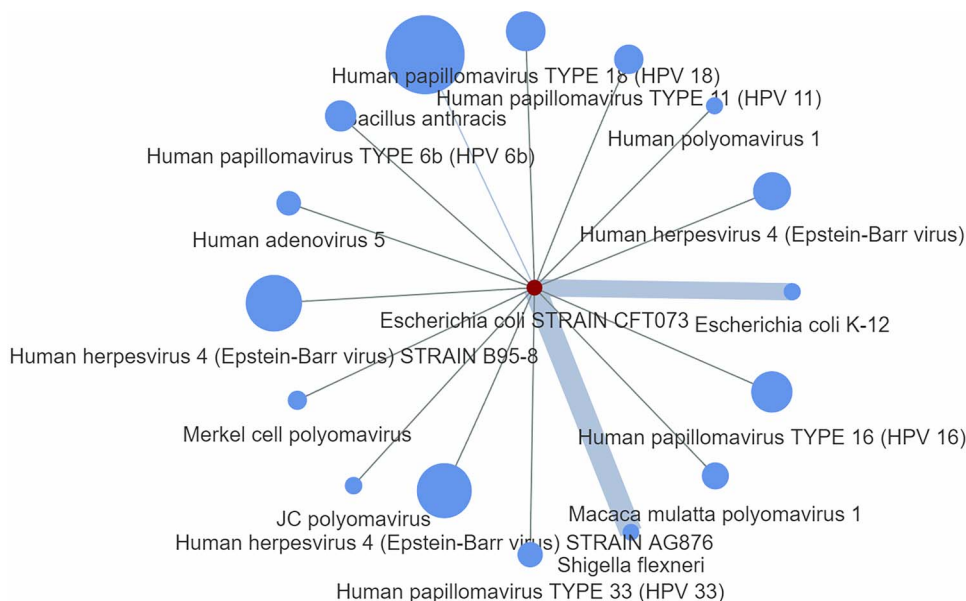 Human papillomavirus TYPE 18 (HPV 18)
Human papillomavirus TYPE 11 (HPV 11)
Bacillus anthracis
Human polyomavirus 1
Human papillomavirus TYPE 6b (HPV 6b)
Human herpesvirus 4 (Epstein-Barr virus)
Human adenovirus 5
Escherichia coli STRAIN CFT073
Escherichia coli K-12
Human herpesvirus 4 (Epstein-Barr virus) STRAIN B95-8
Merkel cell polyomavirus
Human papillomavirus TYPE 16 (HPV 16)
JC polyomavirus
Macaca mulatta polyomavirus 1
Human herpesvirus 4 (Epstein-Barr virus) STRAIN AG876
Shigella flexneri
Human papillomavirus TYPE 33 (HPV 33)